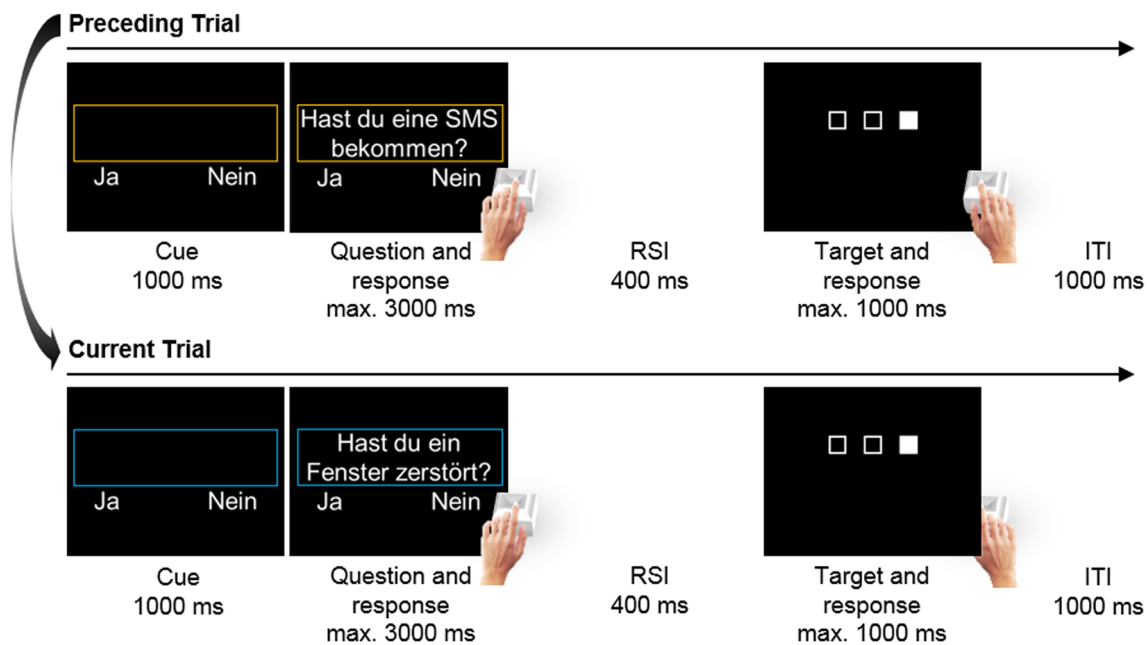 Preceding Trial
Hast du eine SMS
bekommen?
Ja Nein
Ja Nein
Cue
1000 ms
Question and
response
max. 3000 ms
RSI
400 ms
Target and
response
max. 1000 ms
ITI
1000 ms
Current Trial
Hast du ein
Fenster zerstört?
Ja Nein
Ja Nein
Cue
1000 ms
Question and
response
max. 3000 ms
RSI
400 ms
Target and
response
max. 1000 ms
ITI
1000 ms